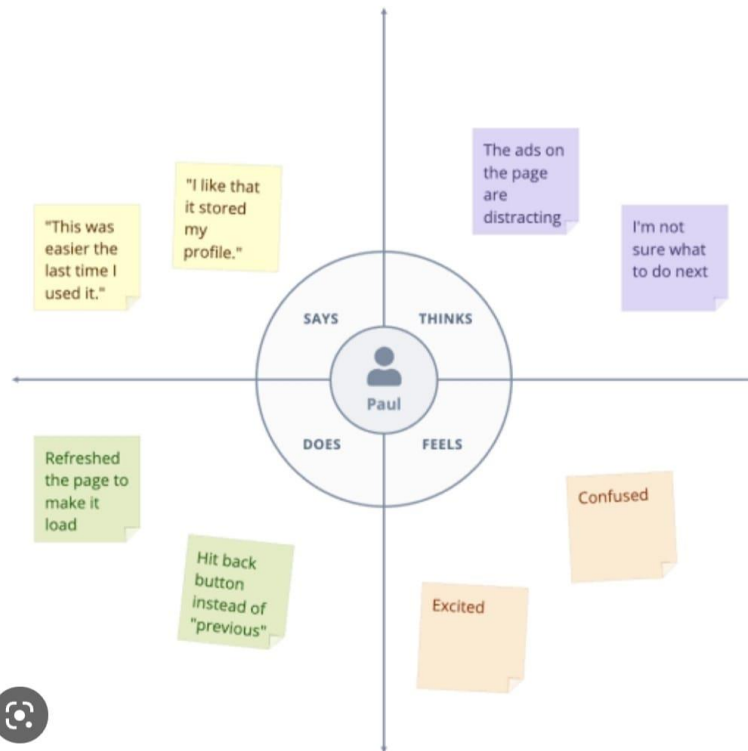 "This was
easier the
last time I
used it."
"I like that
it stored
my
profile."
The ads on
the page
are
distracting
I'm not
sure what
to do next
SAYS
THINKS
Paul
DOES
FEELS
Refreshed
the page to
make it
load
Hit back
button
instead of
"previous"
Excited
Confused